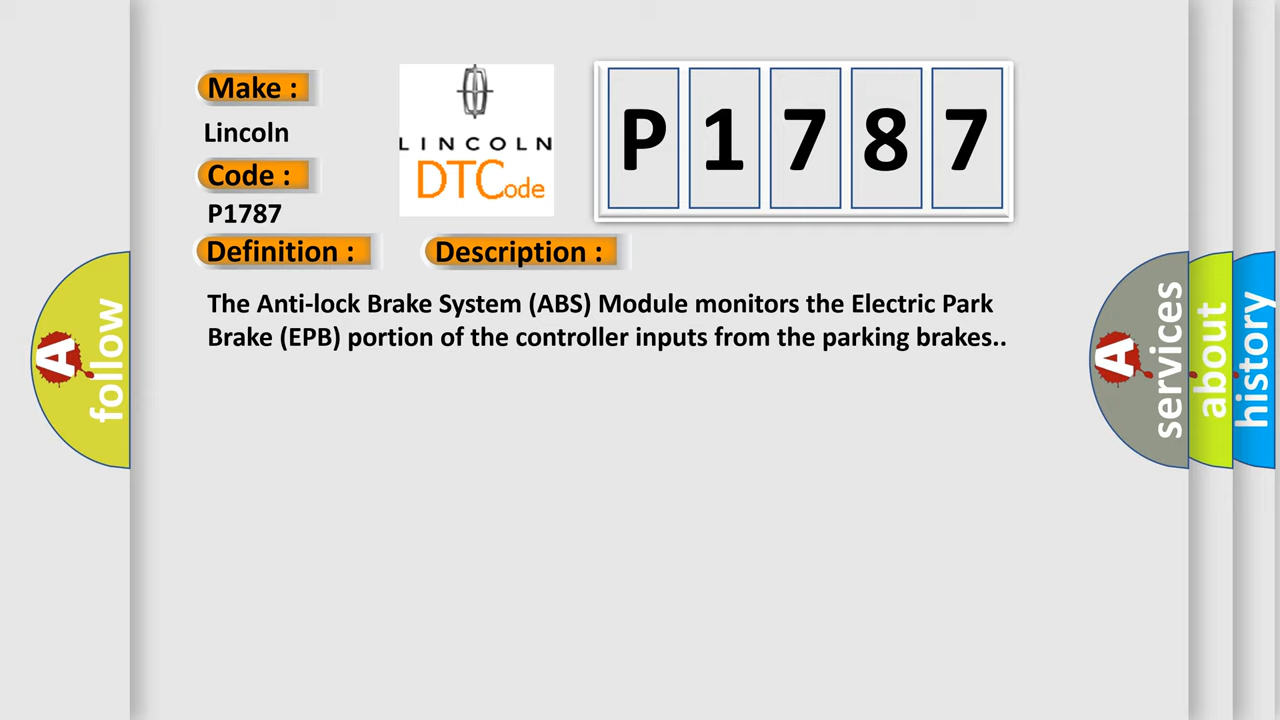 Make :
Lincoln
Code :
P1787
LINCOLN
DTCode
P 1 7 8 7
Definition :
Description :
The Anti-lock Brake System (ABS) Module monitors the Electric Park
Brake (EPB) portion of the controller inputs from the parking brakes..
A follow
A services
about
history